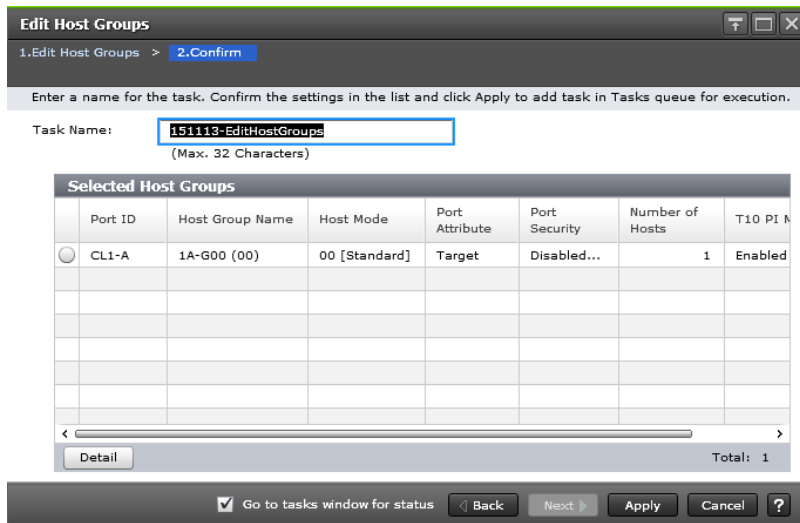 Edit Host Groups
1.Edit Host Groups > 2.Confirm
Enter a name for the task. Confirm the settings in the list and click Apply to add task in Tasks queue for execution.
Task Name: 151113-EditHostGroups
(Max. 32 Characters)
Selected Host Groups
Port ID Host Group Name Host Mode Port Attribute Port Security Number of Hosts T10 PI M
CL1-A 1A-G00 (00) 00 [Standard] Target Disabled... 1 Enabled
Detail Total: 1
Go to tasks window for status Back Next Apply Cancel ?